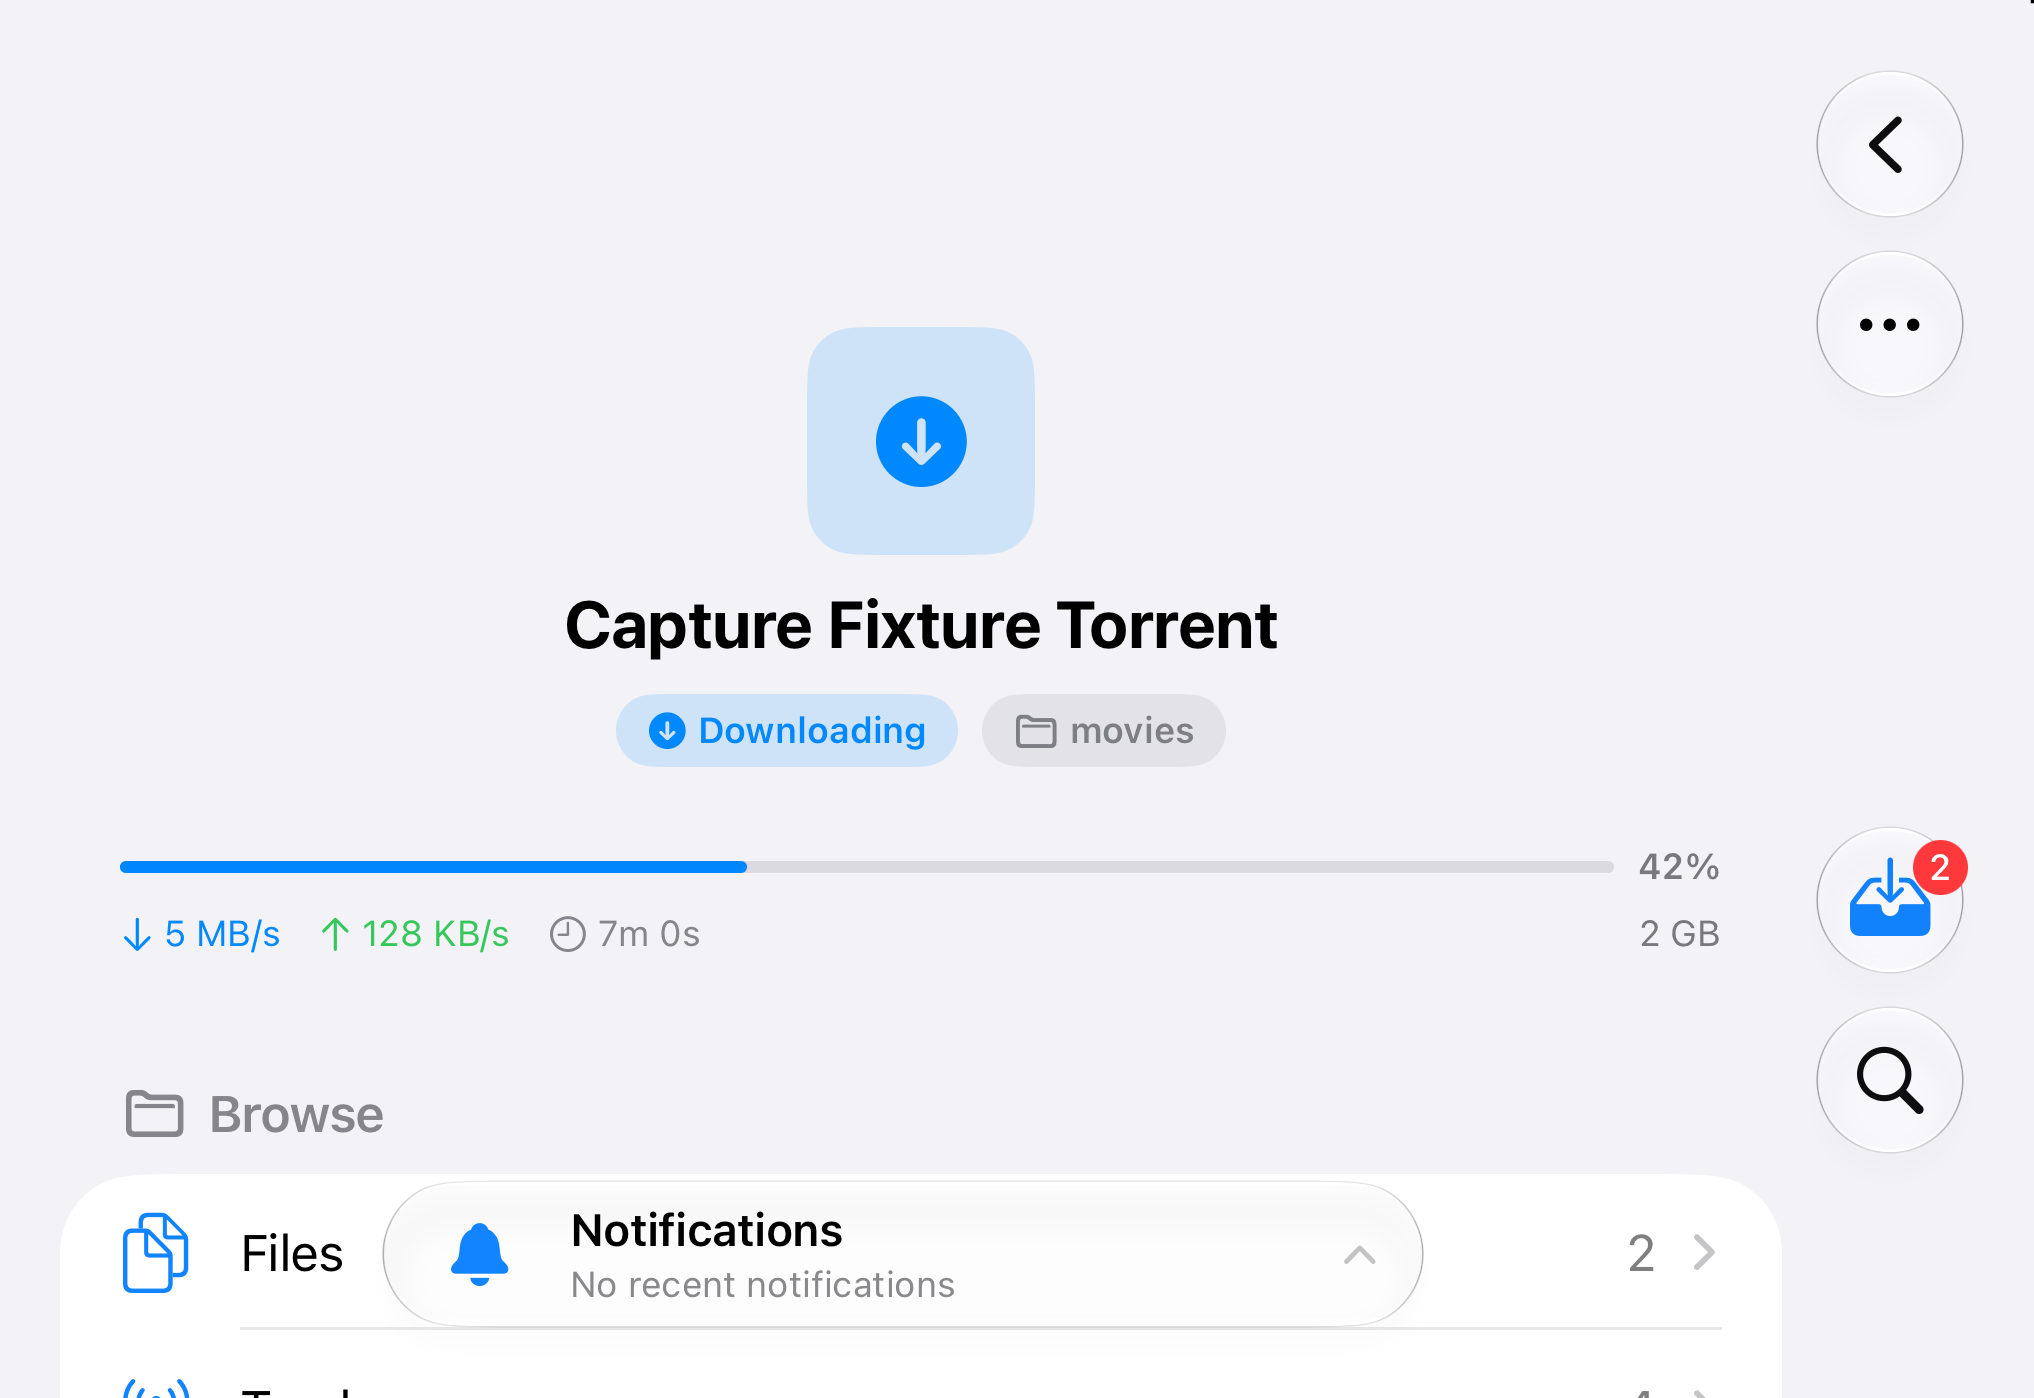 Capture Fixture Torrent
Downloading
movies
42%
5 MB/s
128 KB/s
7m 0s
2 GB
2
Browse
Files
Notifications
No recent notifications
2